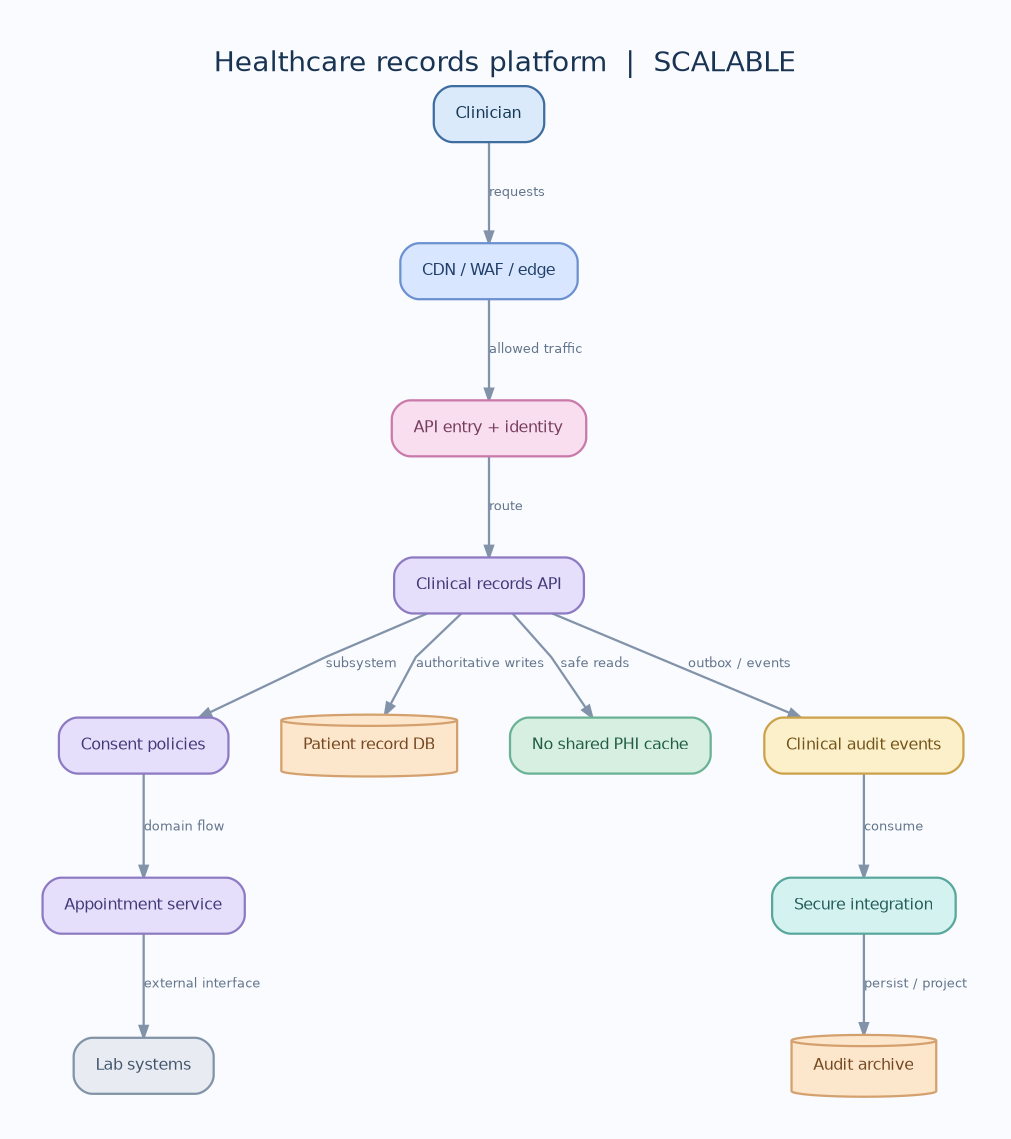 Healthcare records platform | SCALABLE
Clinician
requests
CDN / WAF / edge
allowed traffic
API entry + identity
route
Clinical records API
subsystem
authoritative writes
safe reads
outbox / events
Consent policies
Patient record DB
No shared PHI cache
Clinical audit events
domain flow
consume
Appointment service
Secure integration
external interface
persist / project
Lab systems
Audit archive